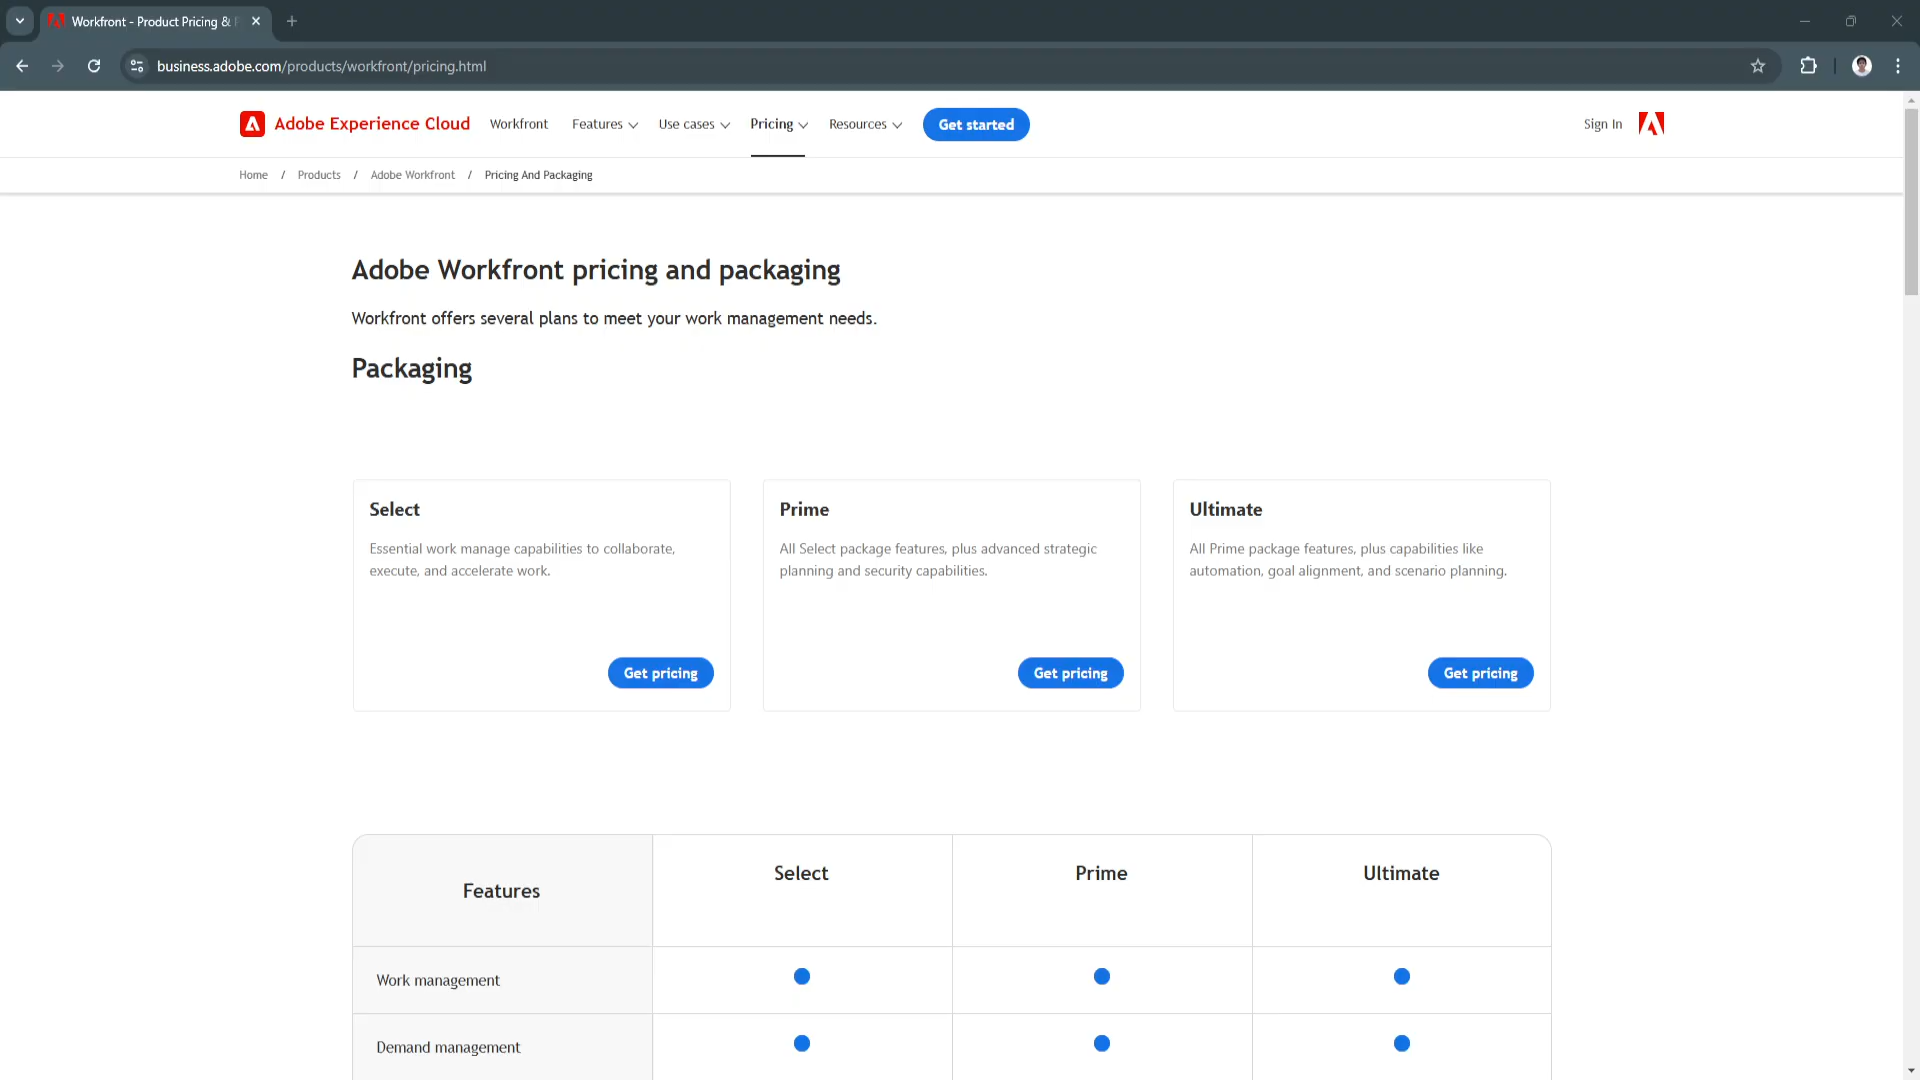 Workfront - Product Pricing &
business.adobe.com/products/workfront/pricing.html
Adobe Experience Cloud
Workfront
Features
Use cases
Pricing
Resources
Get started
Sign In
Home / Products / Adobe Workfront / Pricing And Packaging
Adobe Workfront pricing and packaging
Workfront offers several plans to meet your work management needs.
Packaging
Select
Essential work manage capabilities to collaborate,
execute, and accelerate work.
Get pricing
Prime
All Select package features, plus advanced strategic
planning and security capabilities.
Get pricing
Ultimate
All Prime package features, plus capabilities like
automation, goal alignment, and scenario planning.
Get pricing
Features
Select
Prime
Ultimate
Work management
Demand management